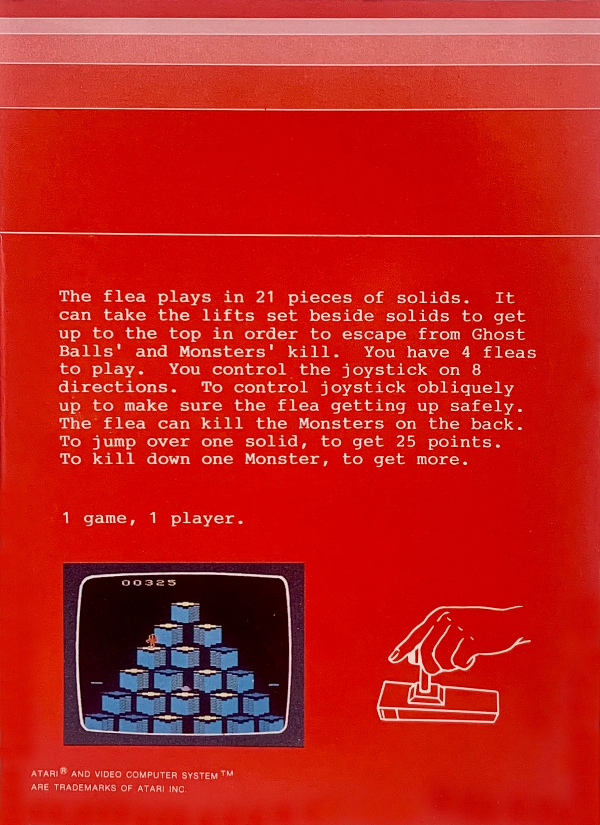 The flea plays in 21 pieces of solids.  It
can take the lifts set beside solids to get
up to the top in order to escape from Ghost
Balls' and Monsters' kill.  You have 4 fleas
to play.  You control the joystick on 8
directions.  To control joystick obliquely
up to make sure the flea getting up safely.
The flea can kill the Monsters on the back.
To jump over one solid, to get 25 points.
To kill down one Monster, to get more.
1 game, 1 player.
00325
ATARI® AND VIDEO COMPUTER SYSTEM™
ARE TRADEMARKS OF ATARI INC.